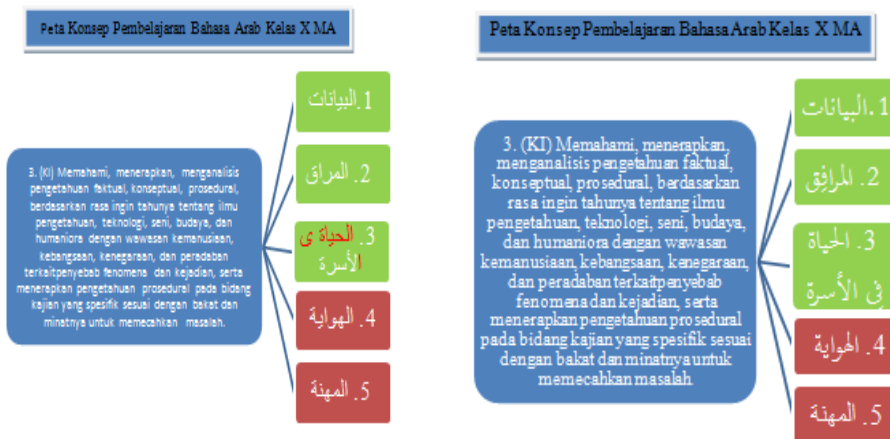 Peta Konsep Pembelajaran Bahasa Arab Kelas X MA
3. (KI) Memahami, menerapkan, menganalisis
pengetahuan faktual, konseptual, prosedural,
berdasarkan rasa ingin tahunya tentang ilmu
pengetahuan, teknologi, seni, budaya, dan
humaniora dengan wawasan kemanusiaan,
kebangsaan, kenegaraan, dan peradaban
terkaitpenyebab fenomena dan kejadian, serta
menerapkan pengetahuan prosedural pada bidang
kajian yang spesifik sesuai dengan bakat dan
minatnya untuk memecahkan masalah.
1.البيانات
2. المراق
3. الحياة ى
الأسرة
4. الهواية
5. المهنة
Peta Konsep Pembelajaran Bahasa Arab Kelas X MA
3. (KI) Memahami, menerapkan,
menganalisis pengetahuan faktual,
konseptual, prosedural, berdasarkan
rasa ingin tahunya tentang ilmu
pengetahuan, teknologi, seni, budaya,
dan humaniora dengan wawasan
kemanusiaan, kebangsaan, kenegaraan,
dan peradaban terkaitpenyebab
fenomena dan kejadian, serta
menerapkan pengetahuan prosedural
pada bidang kajian yang spesifik sesuai
dengan bakat dan minatnya untuk
memecahkan masalah.
1.البيانات
2. المرافِق
3. الحياة
فِي الأسرة
4. الهواية
5. المهنة